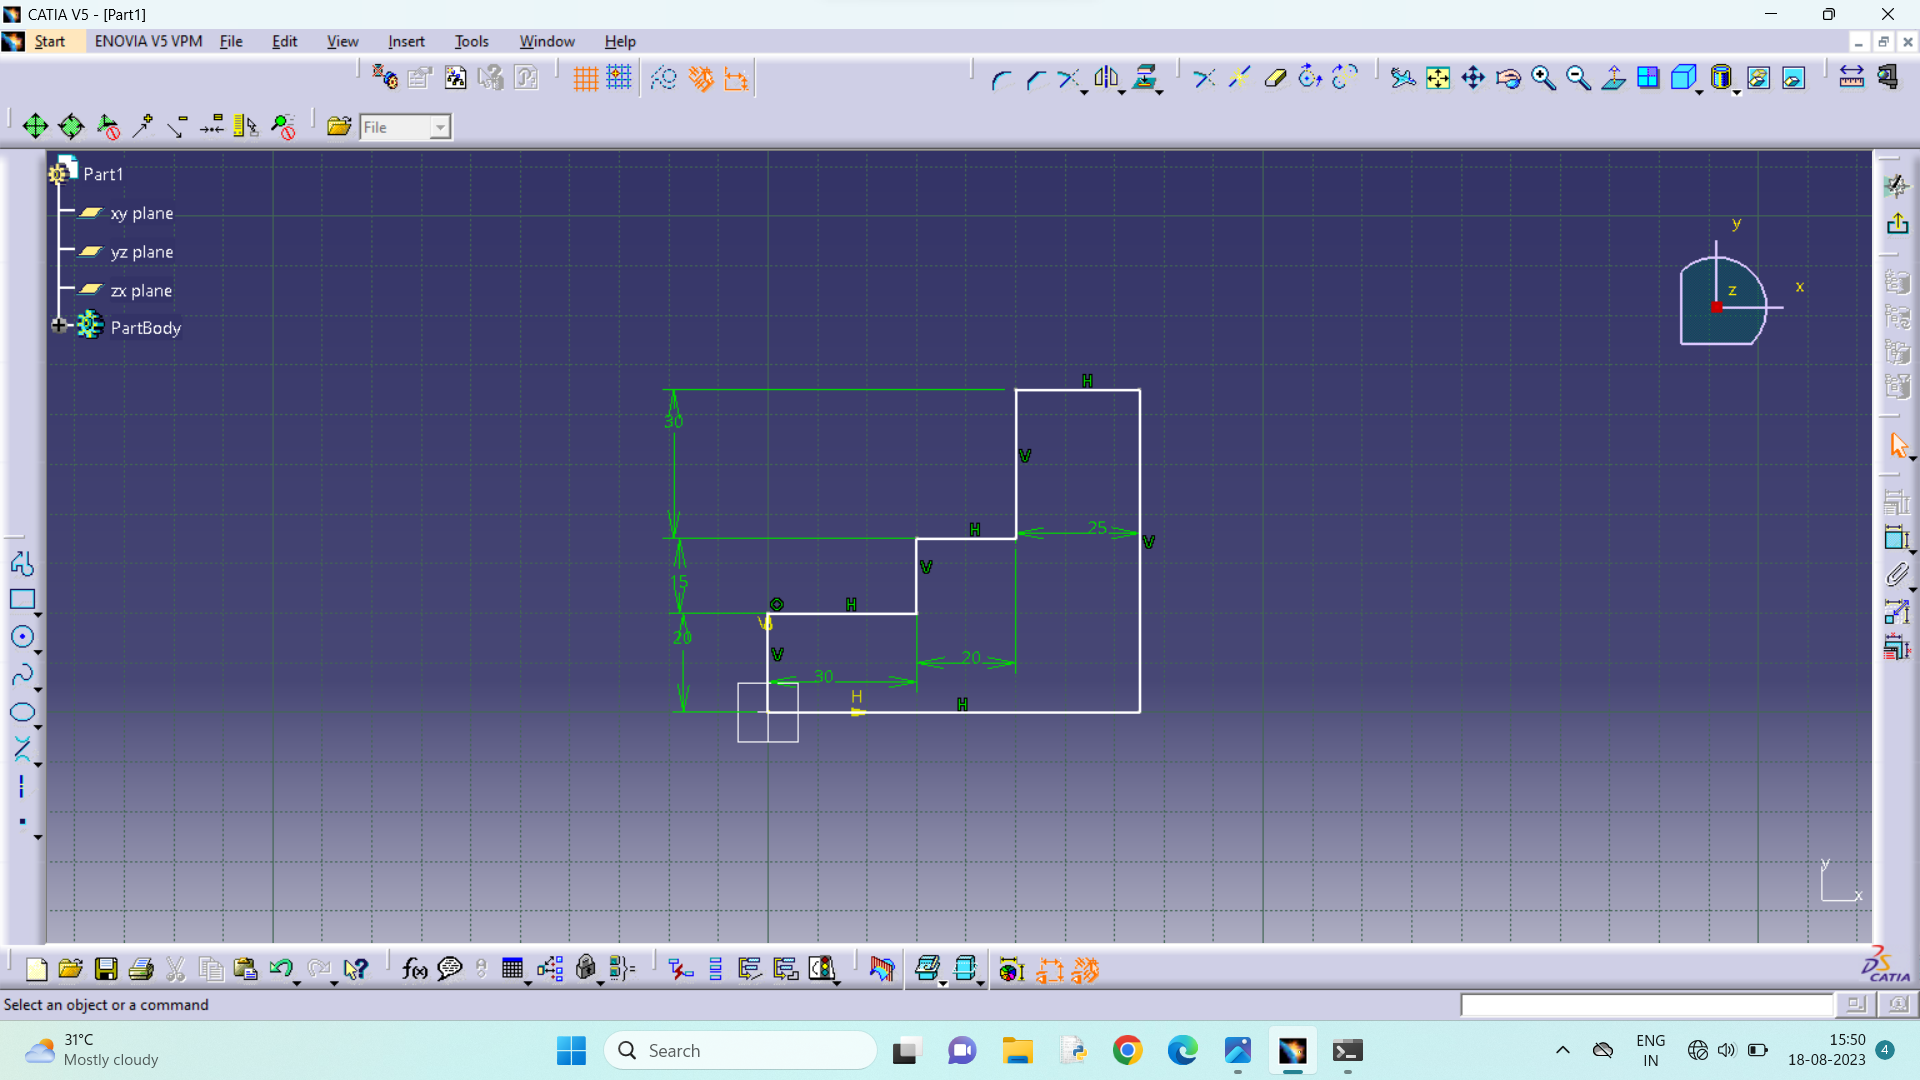 CATIA V5 - [Part1]
Start ENOVIA V5 VPM File Edit View Insert Tools Window Help
File
Part1
xy plane
yz plane
zx plane
PartBody
y
x
z
H
30
V
H
25
V
V
15
H
20
V
20
30
H
H
y
x
f(x)
CATIA
Select an object or a command
31°C
Mostly cloudy
Search
ENG
IN
15:50
18-08-2023
4